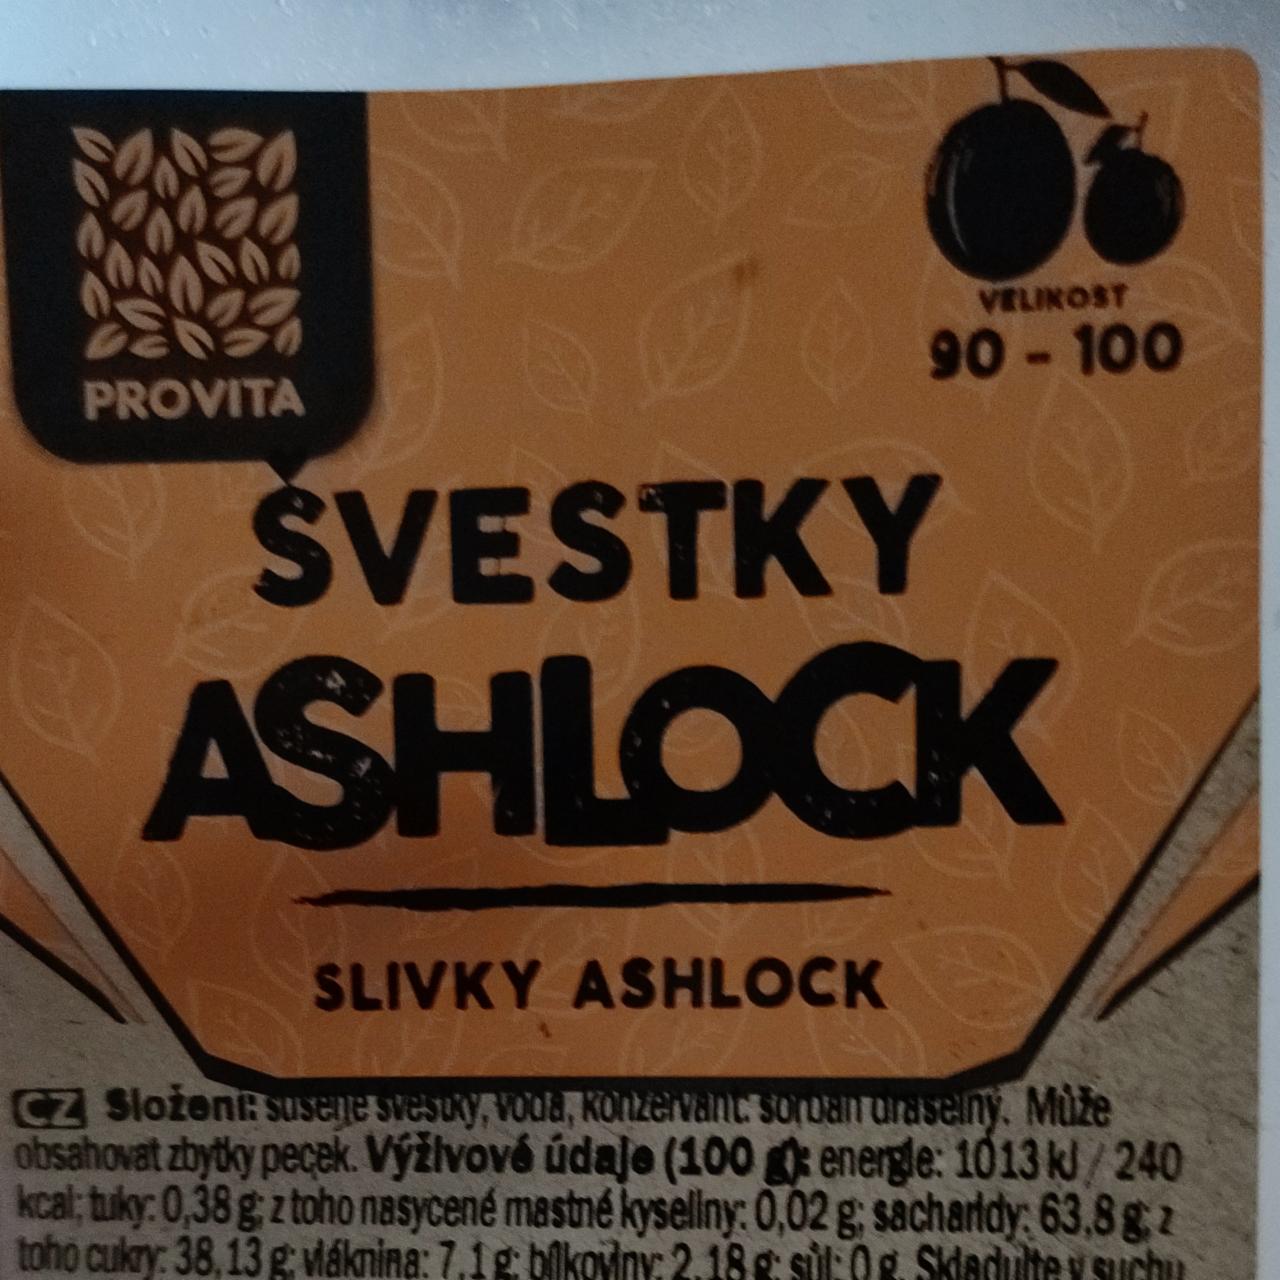 PROVITA
VELIKOST
90 - 100
ŠVESTKY
ASHLOCK
SLIVKY ASHLOCK
CZ Složení: sušené švestky, voda, konzervant: sorban draselný. Může
obsahovat zbytky pecek. Výživové údaje (100 g): energie: 1013 kJ / 240
kcal; tuky: 0,38 g; z toho nasycené mastné kyseliny: 0,02 g; sacharidy: 63,8 g; z
toho cukry: 38,13 g; vláknina: 7,1 g; bílkoviny: 2,18 g; sůl: 0 g. Skladujte v suchu